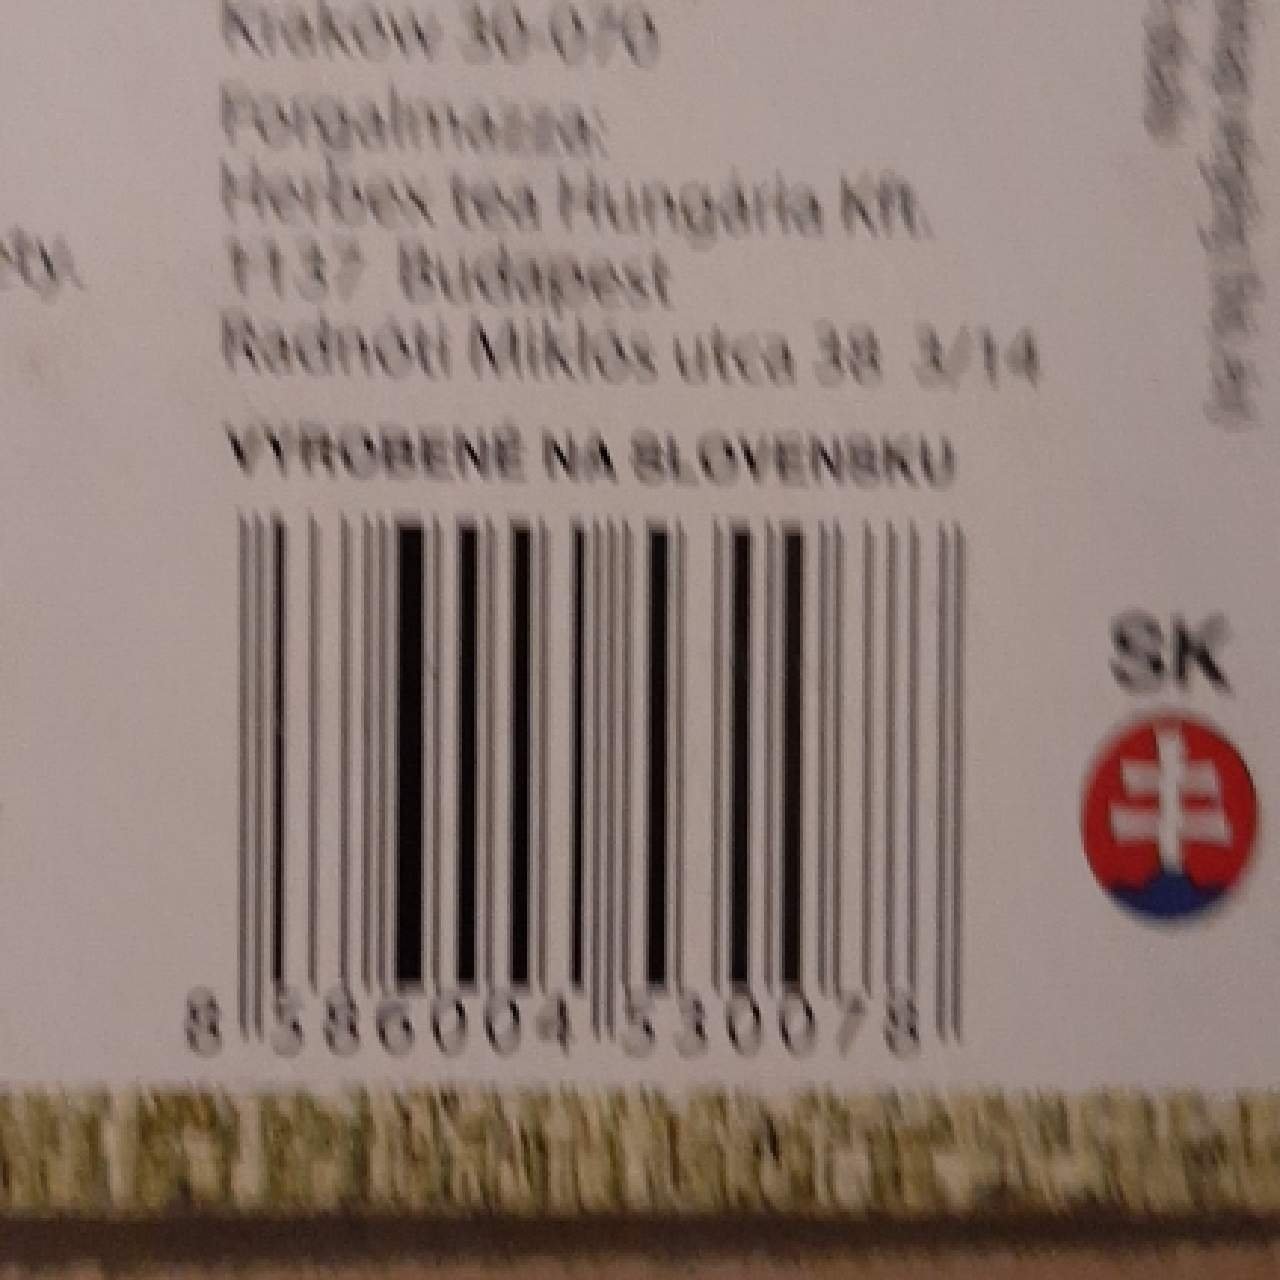 Kraków 30-070
Forgalmazza:
Herbex tea Hungária Kft.
1137 Budapest
Radnóti Miklós utca 38 3/14
VYROBENÉ NA SLOVENSKU
8 586004 530078
SK